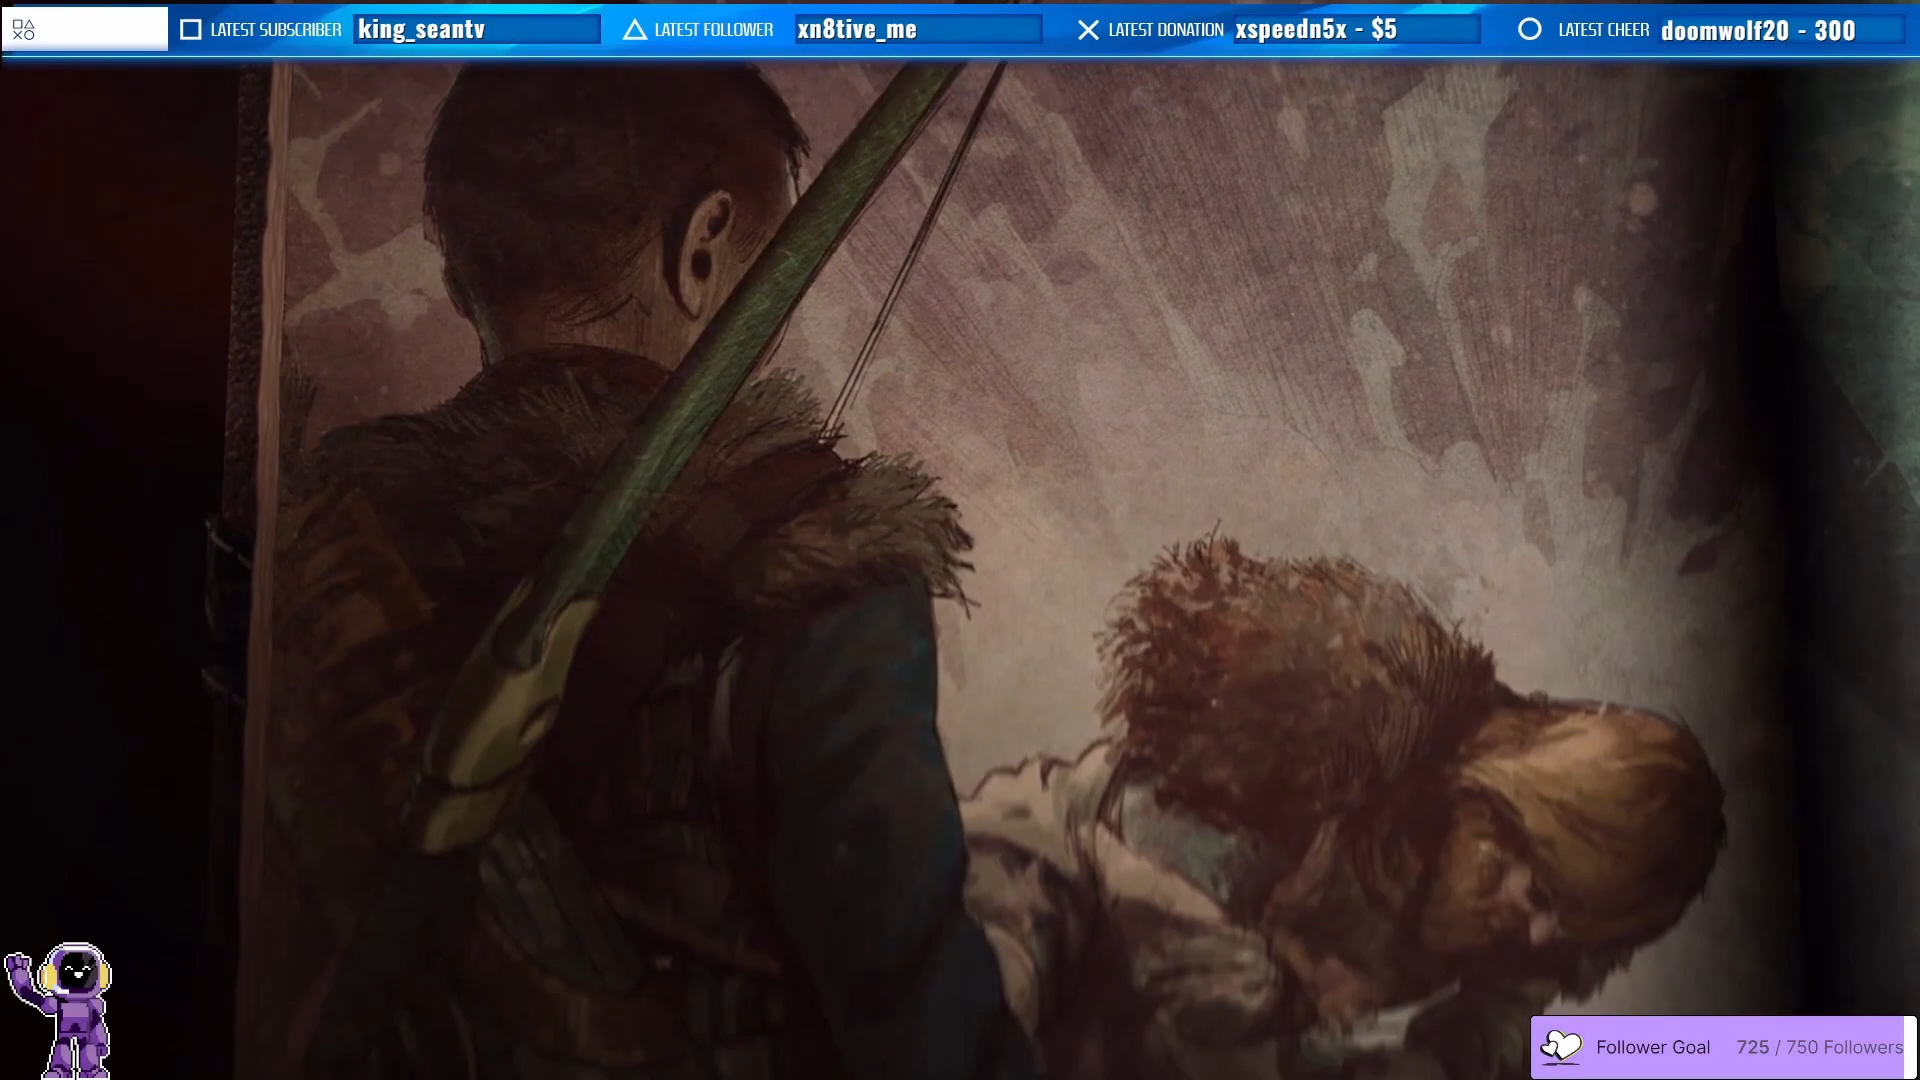 LATEST SUBSCRIBER king_seantv LATEST FOLLOWER xn8tive_me LATEST DONATION xspeedn5x - $5 LATEST CHEER doomwolf20 - 300
Follower Goal 725 / 750 Followers